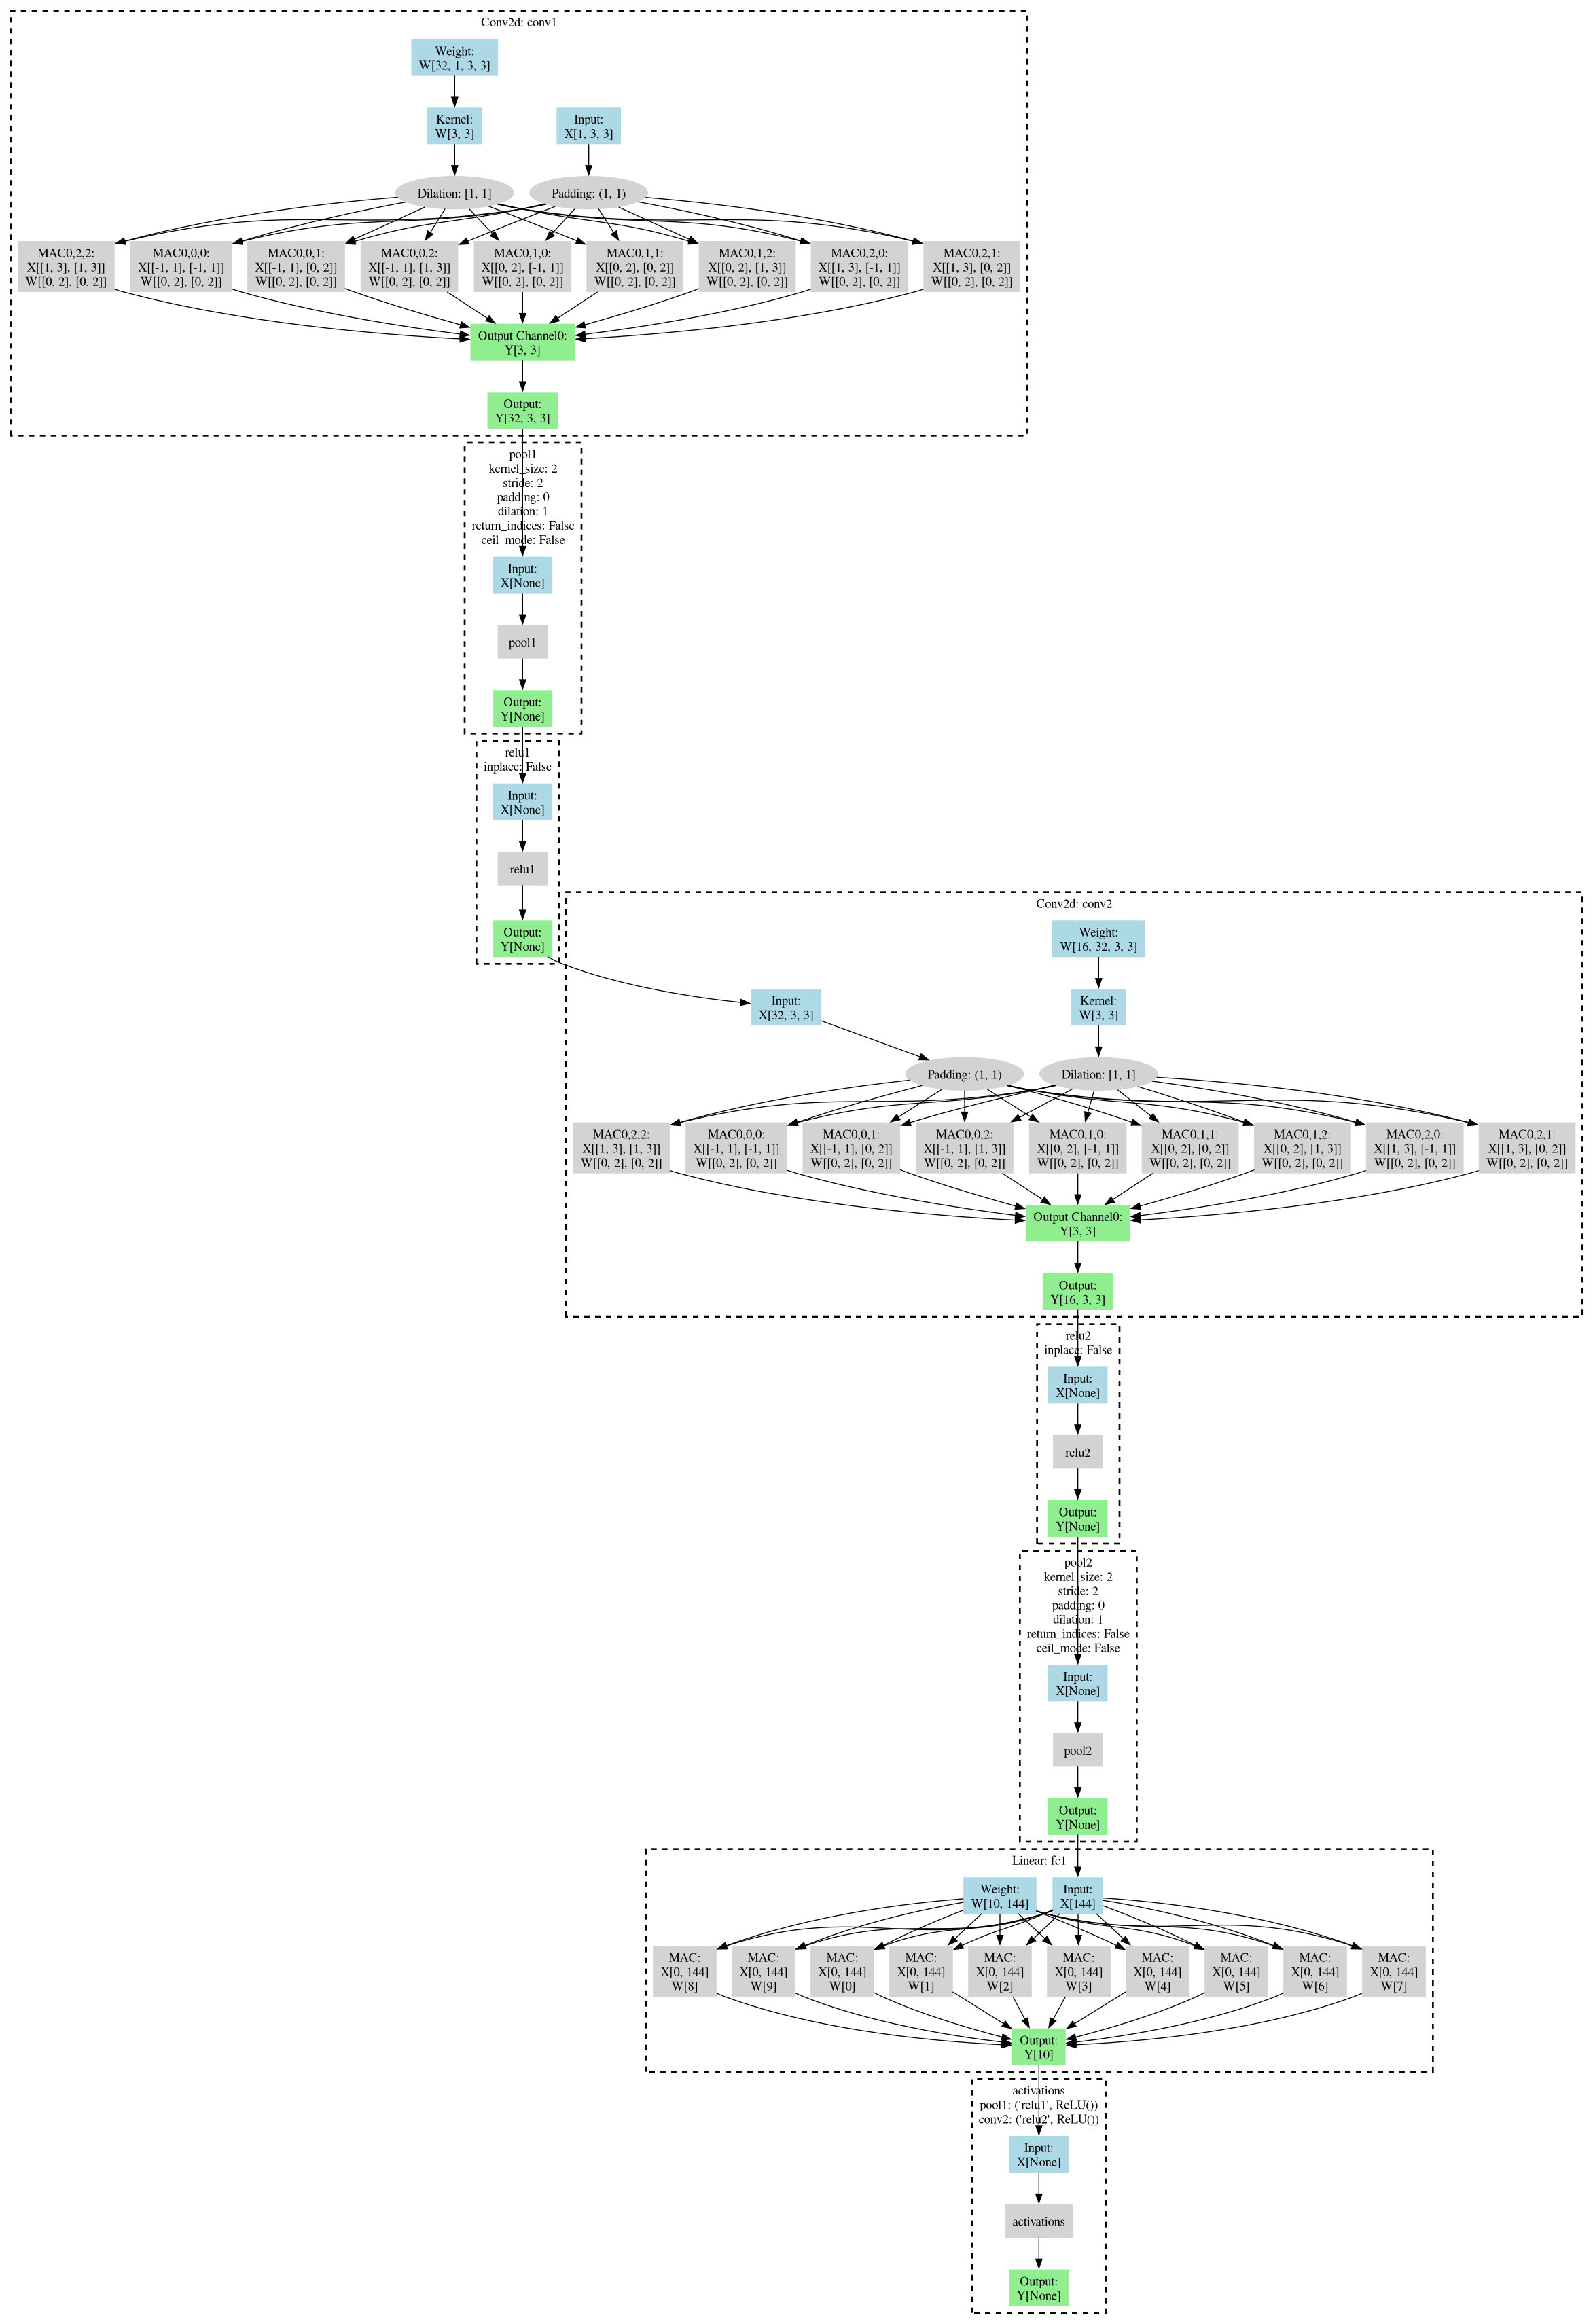 Conv2d: conv1
Weight:
W[32, 1, 3, 3]
Kernel:
W[3, 3]
Input:
X[1, 3, 3]
Dilation: [1, 1]
Padding: (1, 1)
MAC0,2,2:
X[[1, 3], [1, 3]]
W[[0, 2], [0, 2]]
MAC0,0,0:
X[[-1, 1], [-1, 1]]
W[[0, 2], [0, 2]]
MAC0,0,1:
X[[-1, 1], [0, 2]]
W[[0, 2], [0, 2]]
MAC0,0,2:
X[[-1, 1], [1, 3]]
W[[0, 2], [0, 2]]
MAC0,1,0:
X[[0, 2], [-1, 1]]
W[[0, 2], [0, 2]]
MAC0,1,1:
X[[0, 2], [0, 2]]
W[[0, 2], [0, 2]]
MAC0,1,2:
X[[0, 2], [1, 3]]
W[[0, 2], [0, 2]]
MAC0,2,0:
X[[1, 3], [-1, 1]]
W[[0, 2], [0, 2]]
MAC0,2,1:
X[[1, 3], [0, 2]]
W[[0, 2], [0, 2]]
Output Channel0:
Y[3, 3]
Output:
Y[32, 3, 3]
pool1
kernel_size: 2
stride: 2
padding: 0
dilation: 1
return_indices: False
ceil_mode: False
Input:
X[None]
pool1
Output:
Y[None]
relu1
inplace: False
Input:
X[None]
relu1
Output:
Y[None]
Conv2d: conv2
Weight:
W[16, 32, 3, 3]
Input:
X[32, 3, 3]
Kernel:
W[3, 3]
Padding: (1, 1)
Dilation: [1, 1]
MAC0,2,2:
X[[1, 3], [1, 3]]
W[[0, 2], [0, 2]]
MAC0,0,0:
X[[-1, 1], [-1, 1]]
W[[0, 2], [0, 2]]
MAC0,0,1:
X[[-1, 1], [0, 2]]
W[[0, 2], [0, 2]]
MAC0,0,2:
X[[-1, 1], [1, 3]]
W[[0, 2], [0, 2]]
MAC0,1,0:
X[[0, 2], [-1, 1]]
W[[0, 2], [0, 2]]
MAC0,1,1:
X[[0, 2], [0, 2]]
W[[0, 2], [0, 2]]
MAC0,1,2:
X[[0, 2], [1, 3]]
W[[0, 2], [0, 2]]
MAC0,2,0:
X[[1, 3], [-1, 1]]
W[[0, 2], [0, 2]]
MAC0,2,1:
X[[1, 3], [0, 2]]
W[[0, 2], [0, 2]]
Output Channel0:
Y[3, 3]
Output:
Y[16, 3, 3]
relu2
inplace: False
Input:
X[None]
relu2
Output:
Y[None]
pool2
kernel_size: 2
stride: 2
padding: 0
dilation: 1
return_indices: False
ceil_mode: False
Input:
X[None]
pool2
Output:
Y[None]
Linear: fc1
Weight:
W[10, 144]
Input:
X[144]
MAC:
X[0, 144]
W[8]
MAC:
X[0, 144]
W[9]
MAC:
X[0, 144]
W[0]
MAC:
X[0, 144]
W[1]
MAC:
X[0, 144]
W[2]
MAC:
X[0, 144]
W[3]
MAC:
X[0, 144]
W[4]
MAC:
X[0, 144]
W[5]
MAC:
X[0, 144]
W[6]
MAC:
X[0, 144]
W[7]
Output:
Y[10]
activations
pool1: ('relu1', ReLU())
conv2: ('relu2', ReLU())
Input:
X[None]
activations
Output:
Y[None]